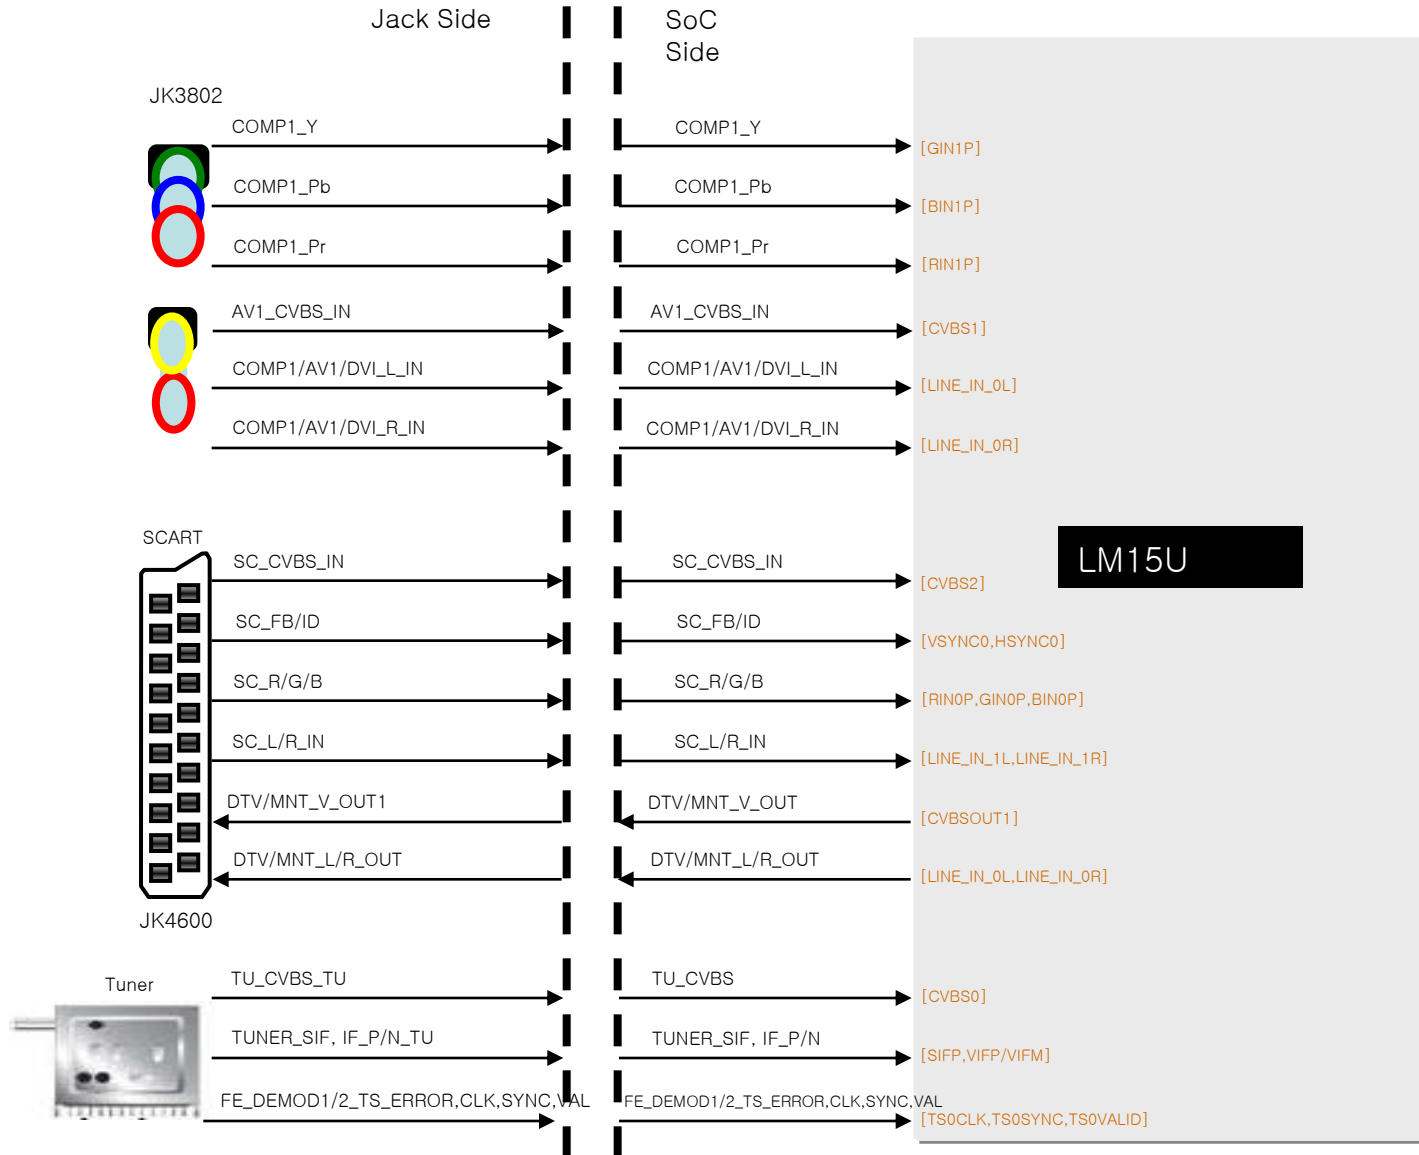 Jack Side
SoC
Side
JK3802
COMP1_Y
COMP1_Y
[GIN1P]
COMP1_Pb
COMP1_Pb
[BIN1P]
COMP1_Pr
COMP1_Pr
[RIN1P]
AV1_CVBS_IN
AV1_CVBS_IN
[CVBS1]
COMP1/AV1/DVI_L_IN
COMP1/AV1/DVI_L_IN
[LINE_IN_0L]
COMP1/AV1/DVI_R_IN
COMP1/AV1/DVI_R_IN
[LINE_IN_0R]
SCART
LM15U
SC_CVBS_IN
SC_CVBS_IN
[CVBS2]
SC_FB/ID
SC_FB/ID
[VSYNC0,HSYNC0]
SC_R/G/B
SC_R/G/B
[RIN0P,GIN0P,BIN0P]
SC_L/R_IN
SC_L/R_IN
[LINE_IN_1L,LINE_IN_1R]
DTV/MNT_V_OUT1
DTV/MNT_V_OUT
[CVBSOUT1]
DTV/MNT_L/R_OUT
DTV/MNT_L/R_OUT
[LINE_IN_0L,LINE_IN_0R]
JK4600
Tuner
TU_CVBS_TU
TU_CVBS
[CVBS0]
TUNER_SIF, IF_P/N_TU
TUNER_SIF, IF_P/N
[SIFP,VIFP/VIFM]
FE_DEMOD1/2_TS_ERROR,CLK,SYNC,VAL
FE_DEMOD1/2_TS_ERROR,CLK,SYNC,VAL
[TS0CLK,TS0SYNC,TS0VALID]